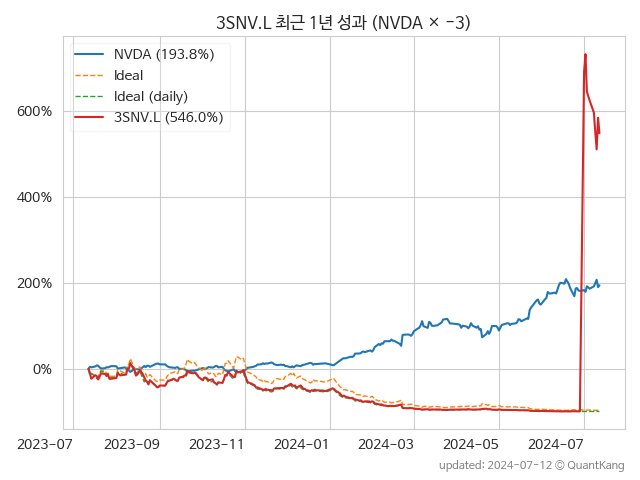 3SNV.L 최근 1년 성과 (NVDA × -3)
NVDA (193.8%)
Ideal
Ideal (daily)
3SNV.L (546.0%)
600%
400%
200%
0%
2023-07
2023-09
2023-11
2024-01
2024-03
2024-05
2024-07
updated: 2024-07-12 © QuantKang